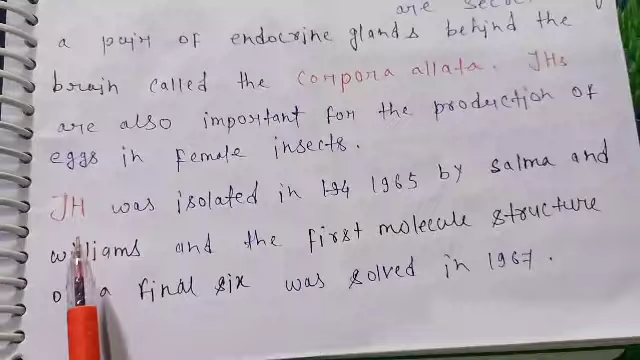 are
a pair of endocrine glands behind the
brain called the corpora allata. JHs
are also important for the production of
eggs in female insects.
JH was isolated in 1965 by Salma and
williams and the first molecule structure
a final six was solved in 1967.